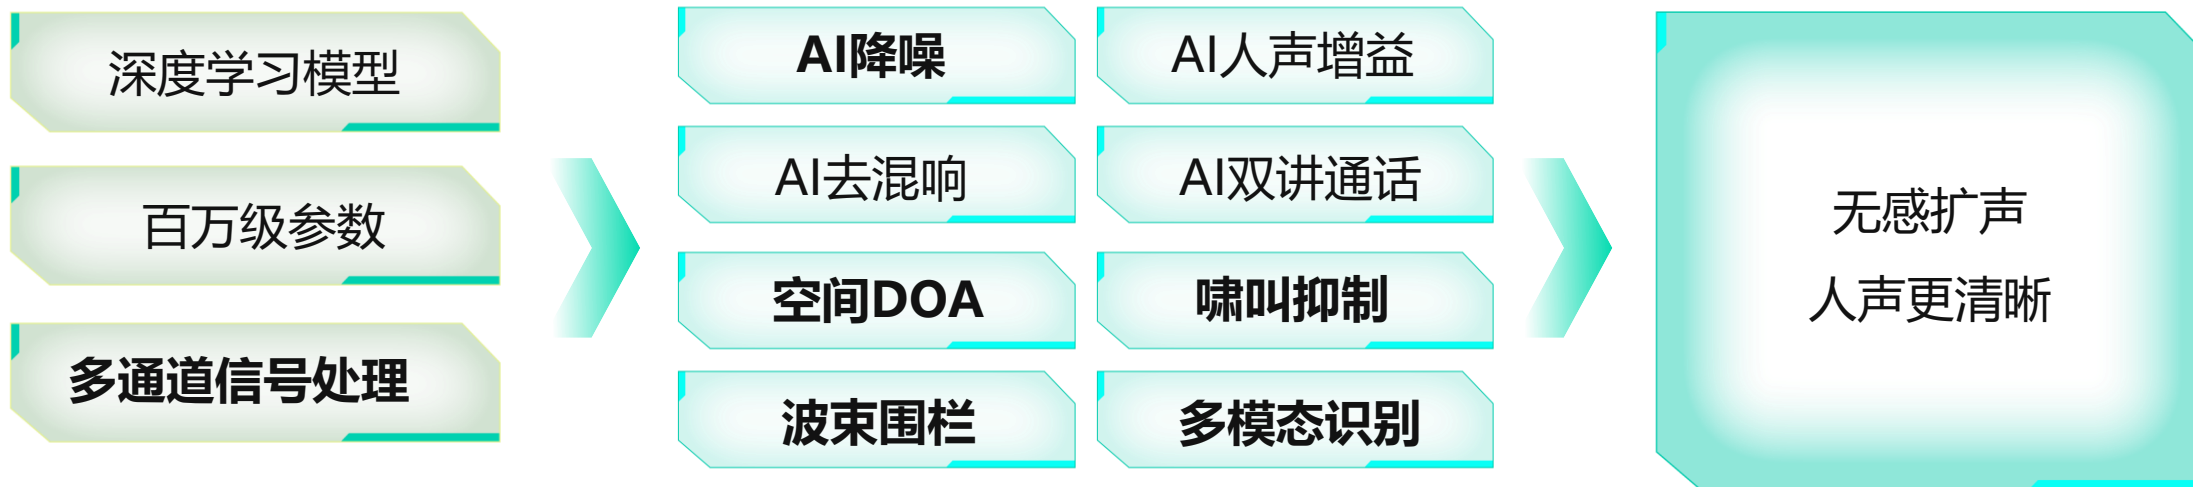 深度学习模型
百万级参数
多通道信号处理
AI降噪
AI人声增益
AI去混响
AI双讲通话
空间DOA
啸叫抑制
波束围栏
多模态识别
无感扩声
人声更清晰